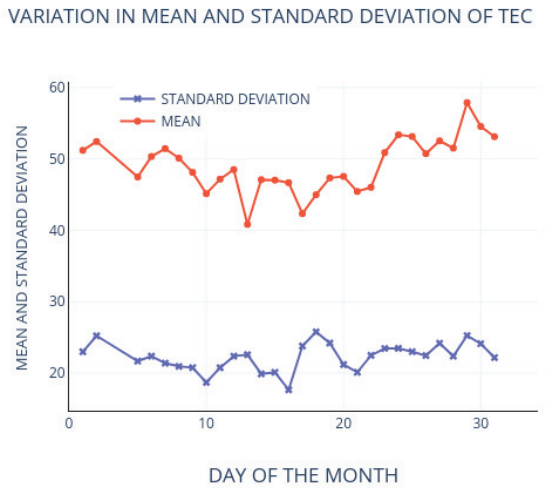 VARIATION IN MEAN AND STANDARD DEVIATION OF TEC
STANDARD DEVIATION
MEAN
MEAN AND STANDARD DEVIATION
60
50
40
30
20
0 10 20 30
DAY OF THE MONTH